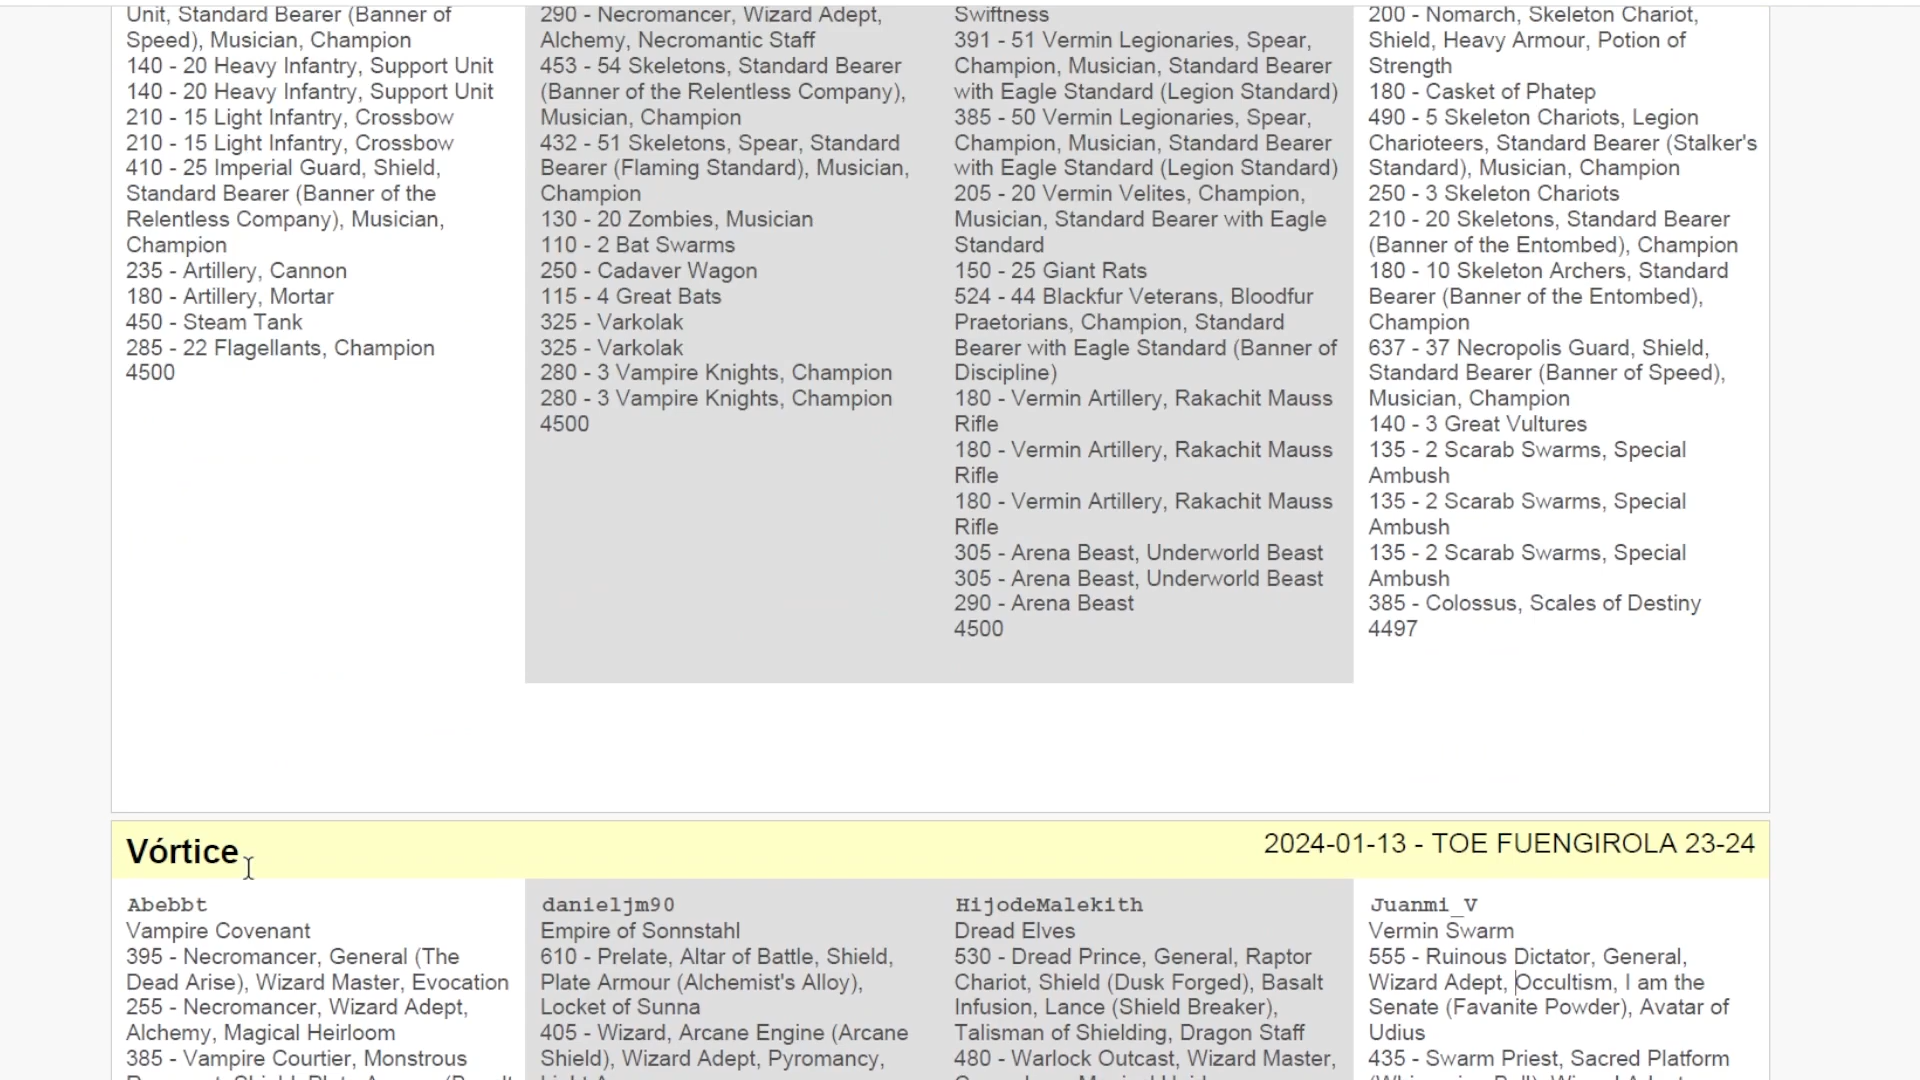 Unit, Standard Bearer (Banner of
Speed), Musician, Champion
140 - 20 Heavy Infantry, Support Unit
140 - 20 Heavy Infantry, Support Unit
210 - 15 Light Infantry, Crossbow
210 - 15 Light Infantry, Crossbow
410 - 25 Imperial Guard, Shield,
Standard Bearer (Banner of the
Relentless Company), Musician,
Champion
235 - Artillery, Cannon
180 - Artillery, Mortar
450 - Steam Tank
285 - 22 Flagellants, Champion
4500
290 - Necromancer, Wizard Adept,
Alchemy, Necromantic Staff
453 - 54 Skeletons, Standard Bearer
(Banner of the Relentless Company),
Musician, Champion
432 - 51 Skeletons, Spear, Standard
Bearer (Flaming Standard), Musician,
Champion
130 - 20 Zombies, Musician
110 - 2 Bat Swarms
250 - Cadaver Wagon
115 - 4 Great Bats
325 - Varkolak
325 - Varkolak
280 - 3 Vampire Knights, Champion
280 - 3 Vampire Knights, Champion
4500
Swiftness
391 - 51 Vermin Legionaries, Spear,
Champion, Musician, Standard Bearer
with Eagle Standard (Legion Standard)
385 - 50 Vermin Legionaries, Spear,
Champion, Musician, Standard Bearer
with Eagle Standard (Legion Standard)
205 - 20 Vermin Velites, Champion,
Musician, Standard Bearer with Eagle
Standard
150 - 25 Giant Rats
524 - 44 Blackfur Veterans, Bloodfur
Praetorians, Champion, Standard
Bearer with Eagle Standard (Banner of
Discipline)
180 - Vermin Artillery, Rakachit Mauss
Rifle
180 - Vermin Artillery, Rakachit Mauss
Rifle
180 - Vermin Artillery, Rakachit Mauss
Rifle
305 - Arena Beast, Underworld Beast
305 - Arena Beast, Underworld Beast
290 - Arena Beast
4500
200 - Nomarch, Skeleton Chariot,
Shield, Heavy Armour, Potion of
Strength
180 - Casket of Phatep
490 - 5 Skeleton Chariots, Legion
Charioteers, Standard Bearer (Stalker's
Standard), Musician, Champion
250 - 3 Skeleton Chariots
210 - 20 Skeletons, Standard Bearer
(Banner of the Entombed), Champion
180 - 10 Skeleton Archers, Standard
Bearer (Banner of the Entombed),
Champion
637 - 37 Necropolis Guard, Shield,
Standard Bearer (Banner of Speed),
Musician, Champion
140 - 3 Great Vultures
135 - 2 Scarab Swarms, Special
Ambush
135 - 2 Scarab Swarms, Special
Ambush
135 - 2 Scarab Swarms, Special
Ambush
385 - Colossus, Scales of Destiny
4497
Vórtice
2024-01-13 - TOE FUENGIROLA 23-24
Abebbt
Vampire Covenant
395 - Necromancer, General (The
Dead Arise), Wizard Master, Evocation
255 - Necromancer, Wizard Adept,
Alchemy, Magical Heirloom
385 - Vampire Courtier, Monstrous
danieljm90
Empire of Sonnstahl
610 - Prelate, Altar of Battle, Shield,
Plate Armour (Alchemist's Alloy),
Locket of Sunna
405 - Wizard, Arcane Engine (Arcane
Shield), Wizard Adept, Pyromancy,
HijodeMalekith
Dread Elves
530 - Dread Prince, General, Raptor
Chariot, Shield (Dusk Forged), Basalt
Infusion, Lance (Shield Breaker),
Talisman of Shielding, Dragon Staff
480 - Warlock Outcast, Wizard Master,
Juanmi_V
Vermin Swarm
555 - Ruinous Dictator, General,
Wizard Adept, Occultism, I am the
Senate (Favanite Powder), Avatar of
Udius
435 - Swarm Priest, Sacred Platform